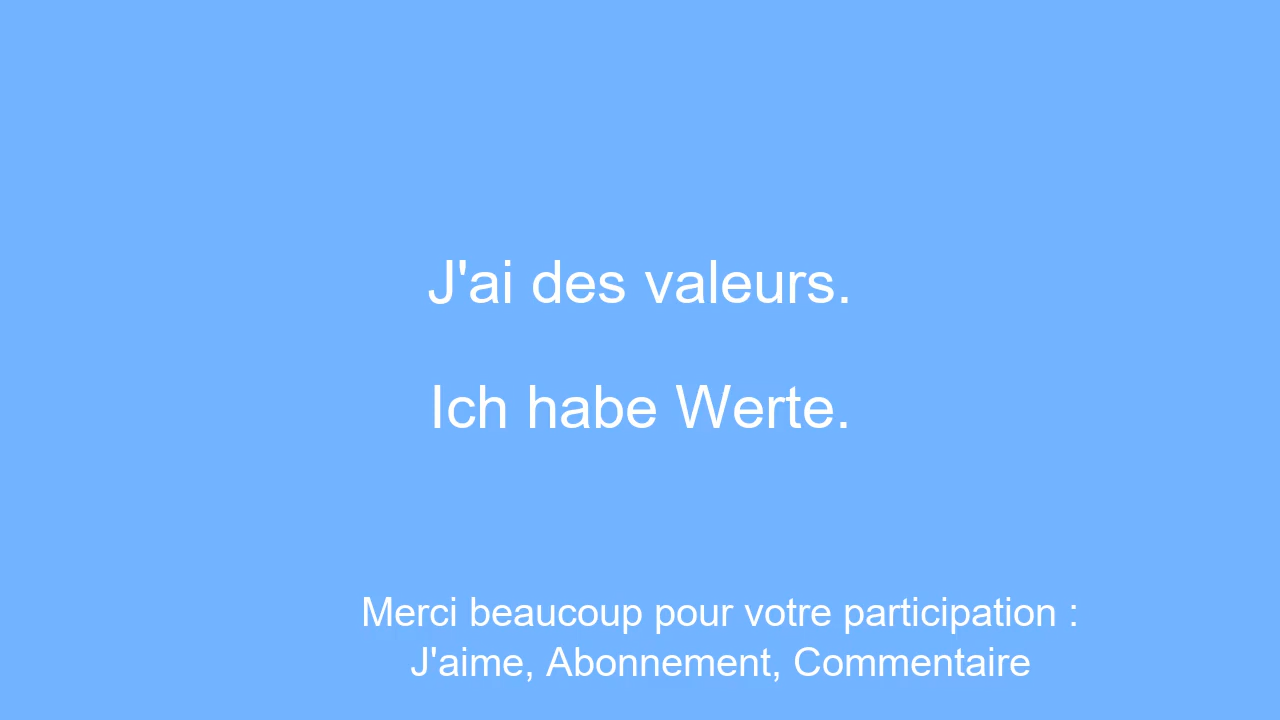 J'ai des valeurs.
Ich habe Werte.
Merci beaucoup pour votre participation :
J'aime, Abonnement, Commentaire